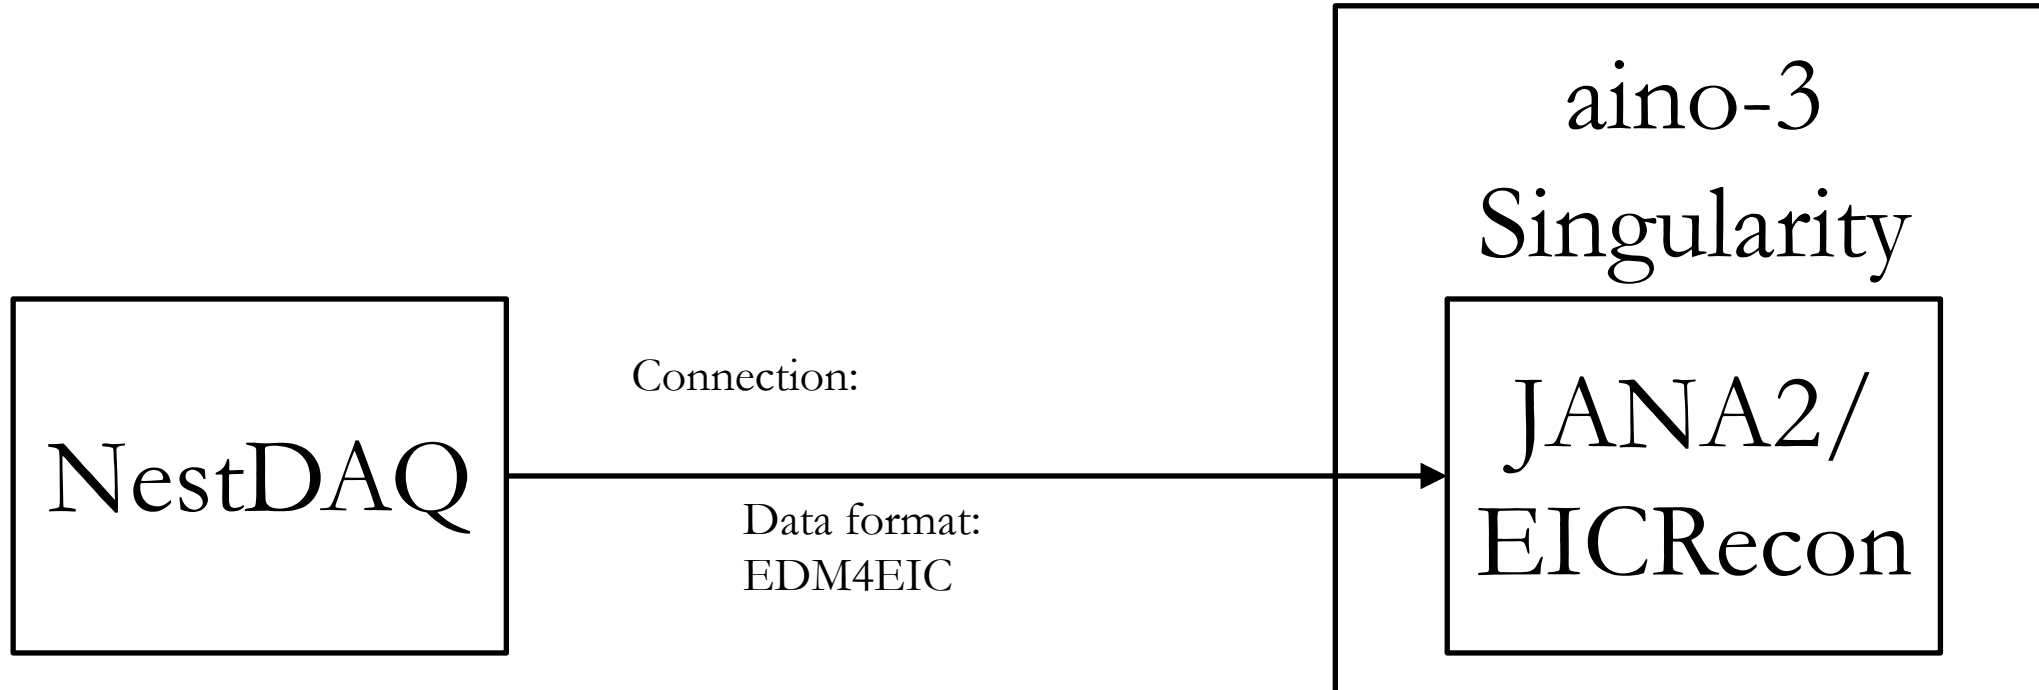 aino-3
Singularity
NestDAQ
Connection:
Data format:
EDM4EIC
JANA2/
EICRecon